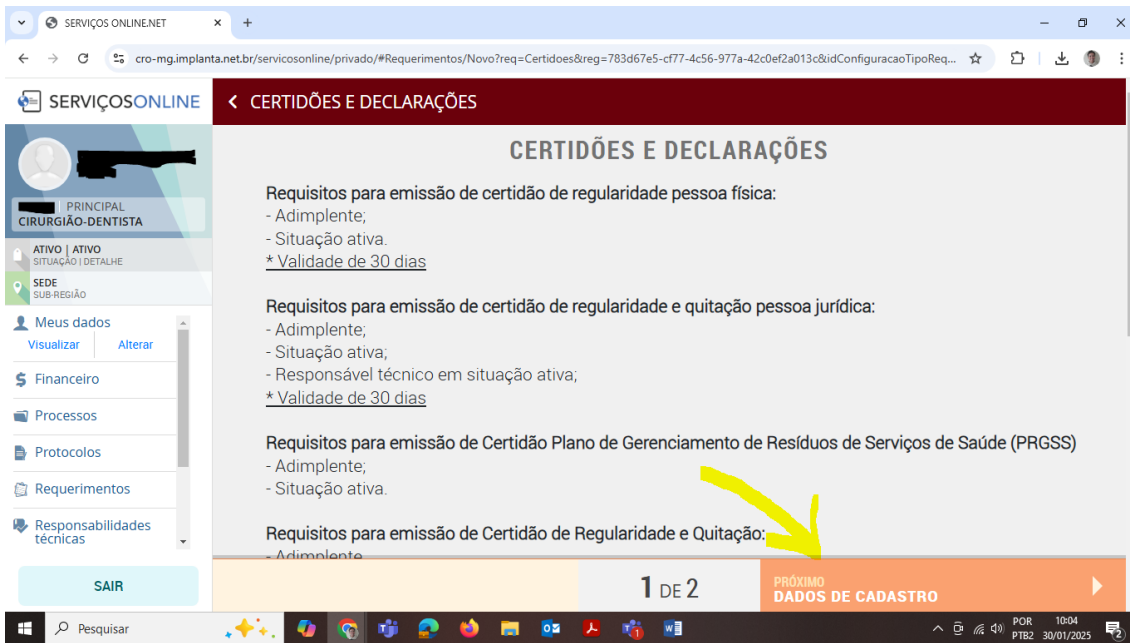 SERVIÇOS ONLINE.NET
cro-mg.implanta.net.br/servicosonline/privado/#Requerimentos/Novo?req=Certidoes&reg=783d67e5-cf77-4c56-977a-42c0ef2a013c&idConfiguracaoTipoReq...
SERVIÇOSONLINE
CERTIDÕES E DECLARAÇÕES
PRINCIPAL
CIRURGIÃO-DENTISTA
ATIVO | ATIVO
SITUAÇÃO | DETALHE
SEDE
SUB-REGIÃO
Meus dados
Visualizar
Alterar
Financeiro
Processos
Protocolos
Requerimentos
Responsabilidades
técnicas
SAIR
CERTIDÕES E DECLARAÇÕES
Requisitos para emissão de certidão de regularidade pessoa física:
- Adimplente;
- Situação ativa.
* Validade de 30 dias
Requisitos para emissão de certidão de regularidade e quitação pessoa jurídica:
- Adimplente;
- Situação ativa;
- Responsável técnico em situação ativa;
* Validade de 30 dias
Requisitos para emissão de Certidão Plano de Gerenciamento de Resíduos de Serviços de Saúde (PRGSS)
- Adimplente;
- Situação ativa.
Requisitos para emissão de Certidão de Regularidade e Quitação:
- Adimplente
1 DE 2
PRÓXIMO
DADOS DE CADASTRO
Pesquisar
POR
PTB2
10:04
30/01/2025